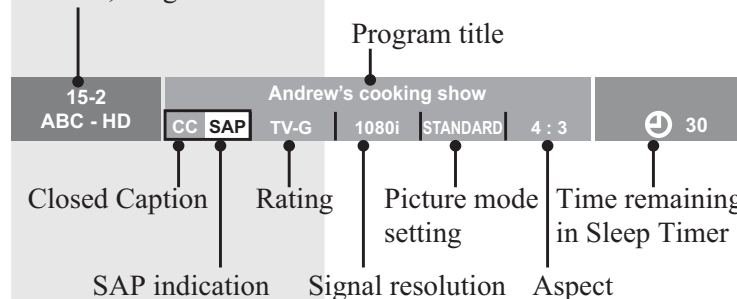 Program title
15-2
ABC - HD
Andrew's cooking show
CC SAP TV-G 1080i STANDARD 4 : 3
30
Closed Caption
Rating
Picture mode setting
Time remaining in Sleep Timer
SAP indication
Signal resolution
Aspect